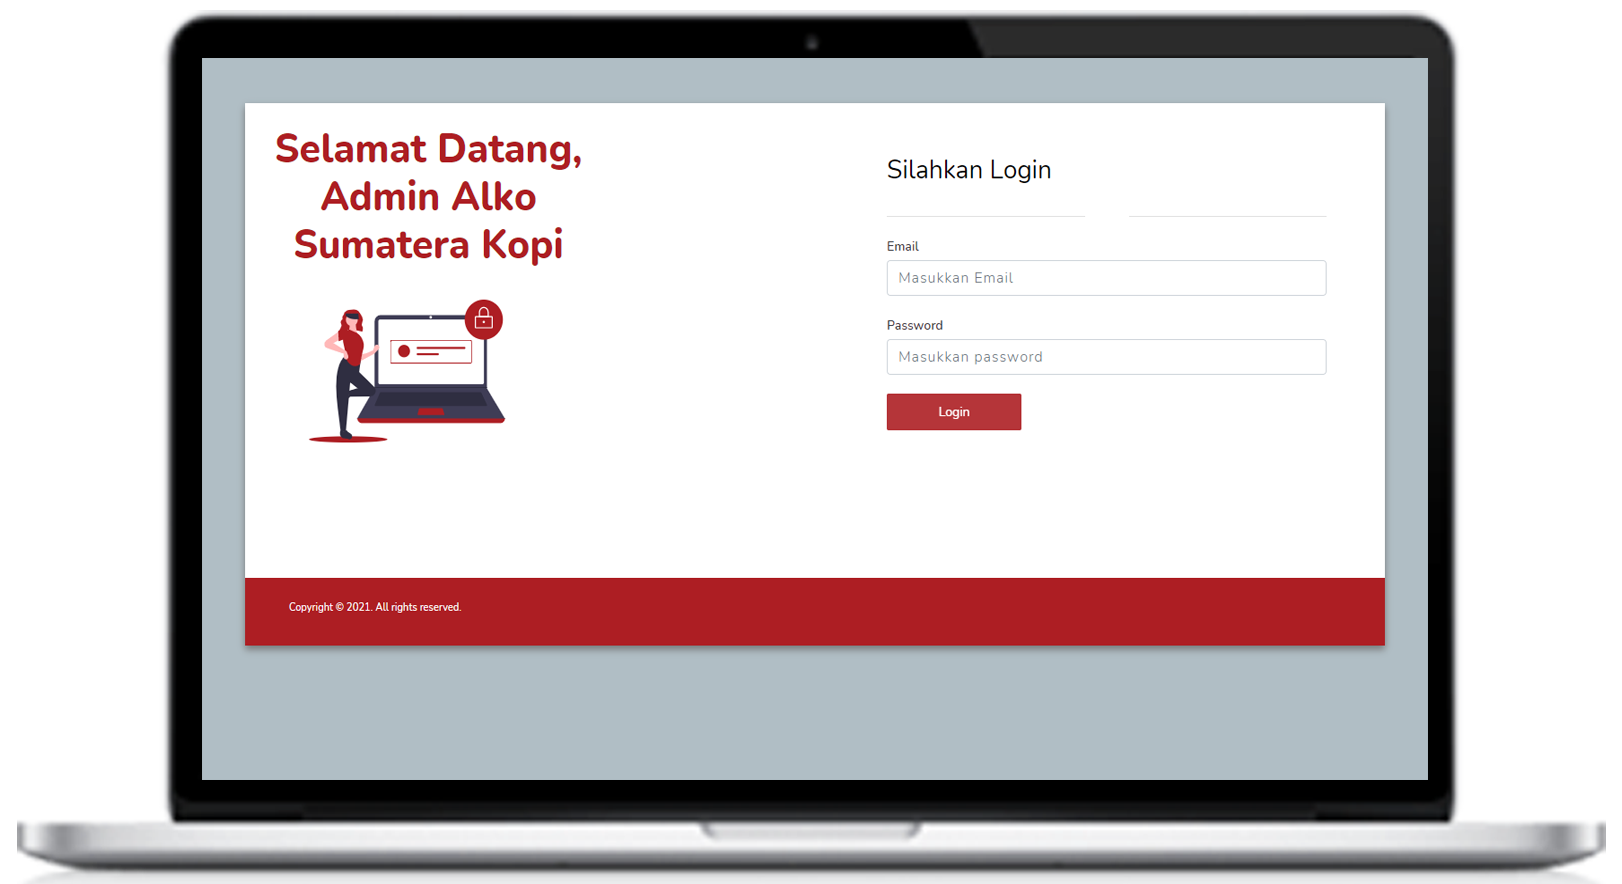 Selamat Datang,
Admin Alko
Sumatera Kopi
Silahkan Login
Email
Masukkan Email
Password
Masukkan password
Login
Copyright © 2021. All rights reserved.